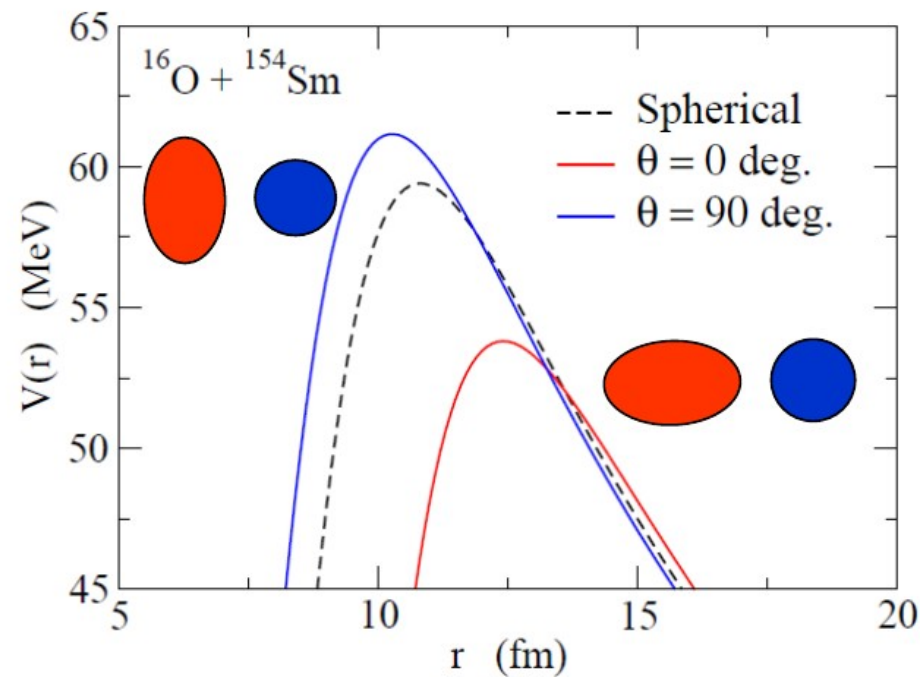 65
60
55
50
45
V(r) (MeV)
¹⁶O + ¹⁵⁴Sm
Spherical
θ = 0 deg.
θ = 90 deg.
5 10 15 20
r (fm)